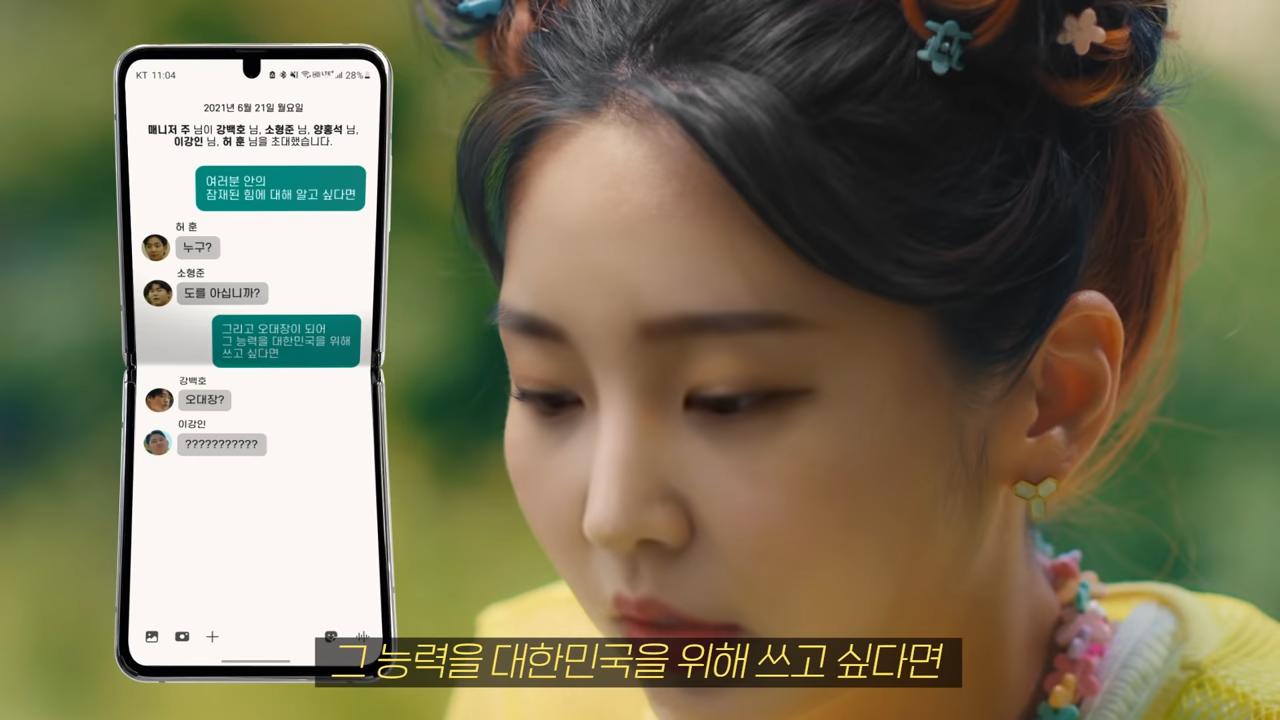 KT 11:04
28%
2021년 6월 21일 월요일
매니저 주 님이 강백호 님, 소형준 님, 양홍석 님,
이강인 님, 허 훈 님을 초대했습니다.
여러분 안의
잠재된 힘에 대해 알고 싶다면
허 훈
누구?
소형준
도를 아십니까?
그리고 오대장이 되어
그 능력을 대한민국을 위해
쓰고 싶다면
강백호
오대장?
이강인
???????????
그 능력을 대한민국을 위해 쓰고 싶다면